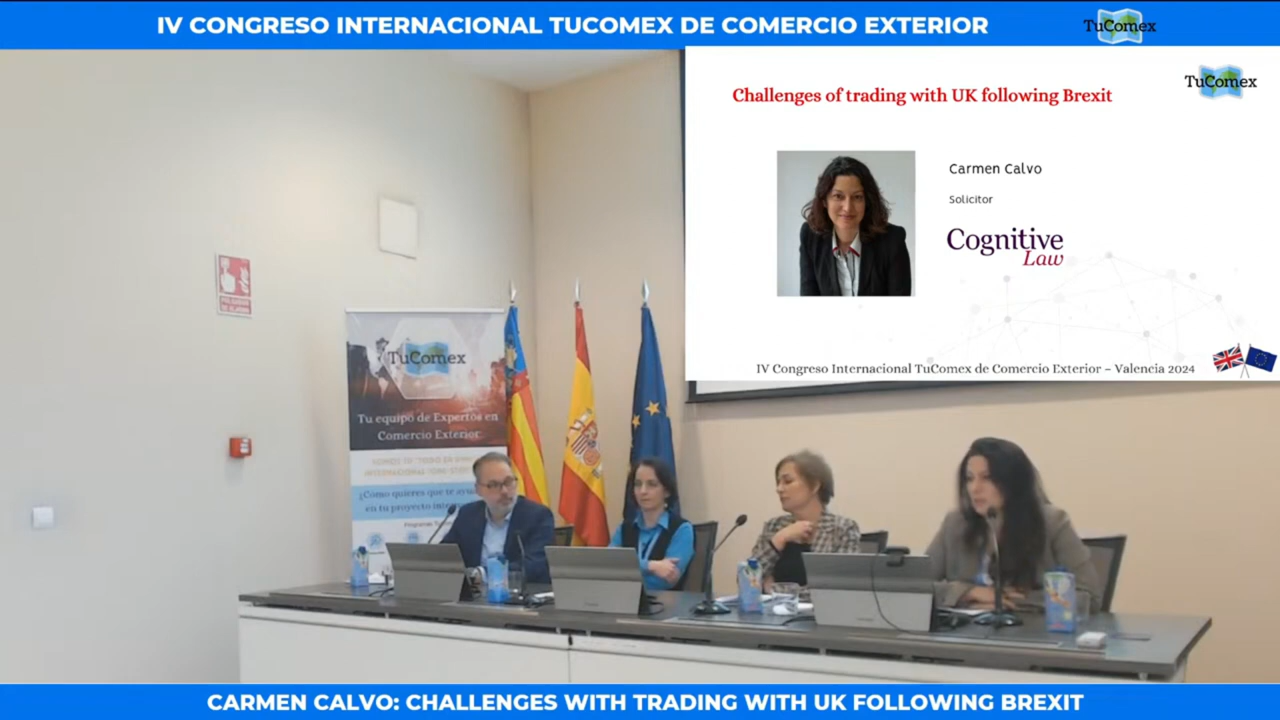 IV CONGRESO INTERNACIONAL TUCOMEX DE COMERCIO EXTERIOR
TuComex
TuComex
Challenges of trading with UK following Brexit
Carmen Calvo
Solicitor
Cognitive
Law
IV Congreso Internacional TuComex de Comercio Exterior – Valencia 2024
TuComex
Tu equipo de Expertos en
Comercio Exterior
¿Cómo quieres que te
en tu proyecto
CARMEN CALVO: CHALLENGES WITH TRADING WITH UK FOLLOWING BREXIT